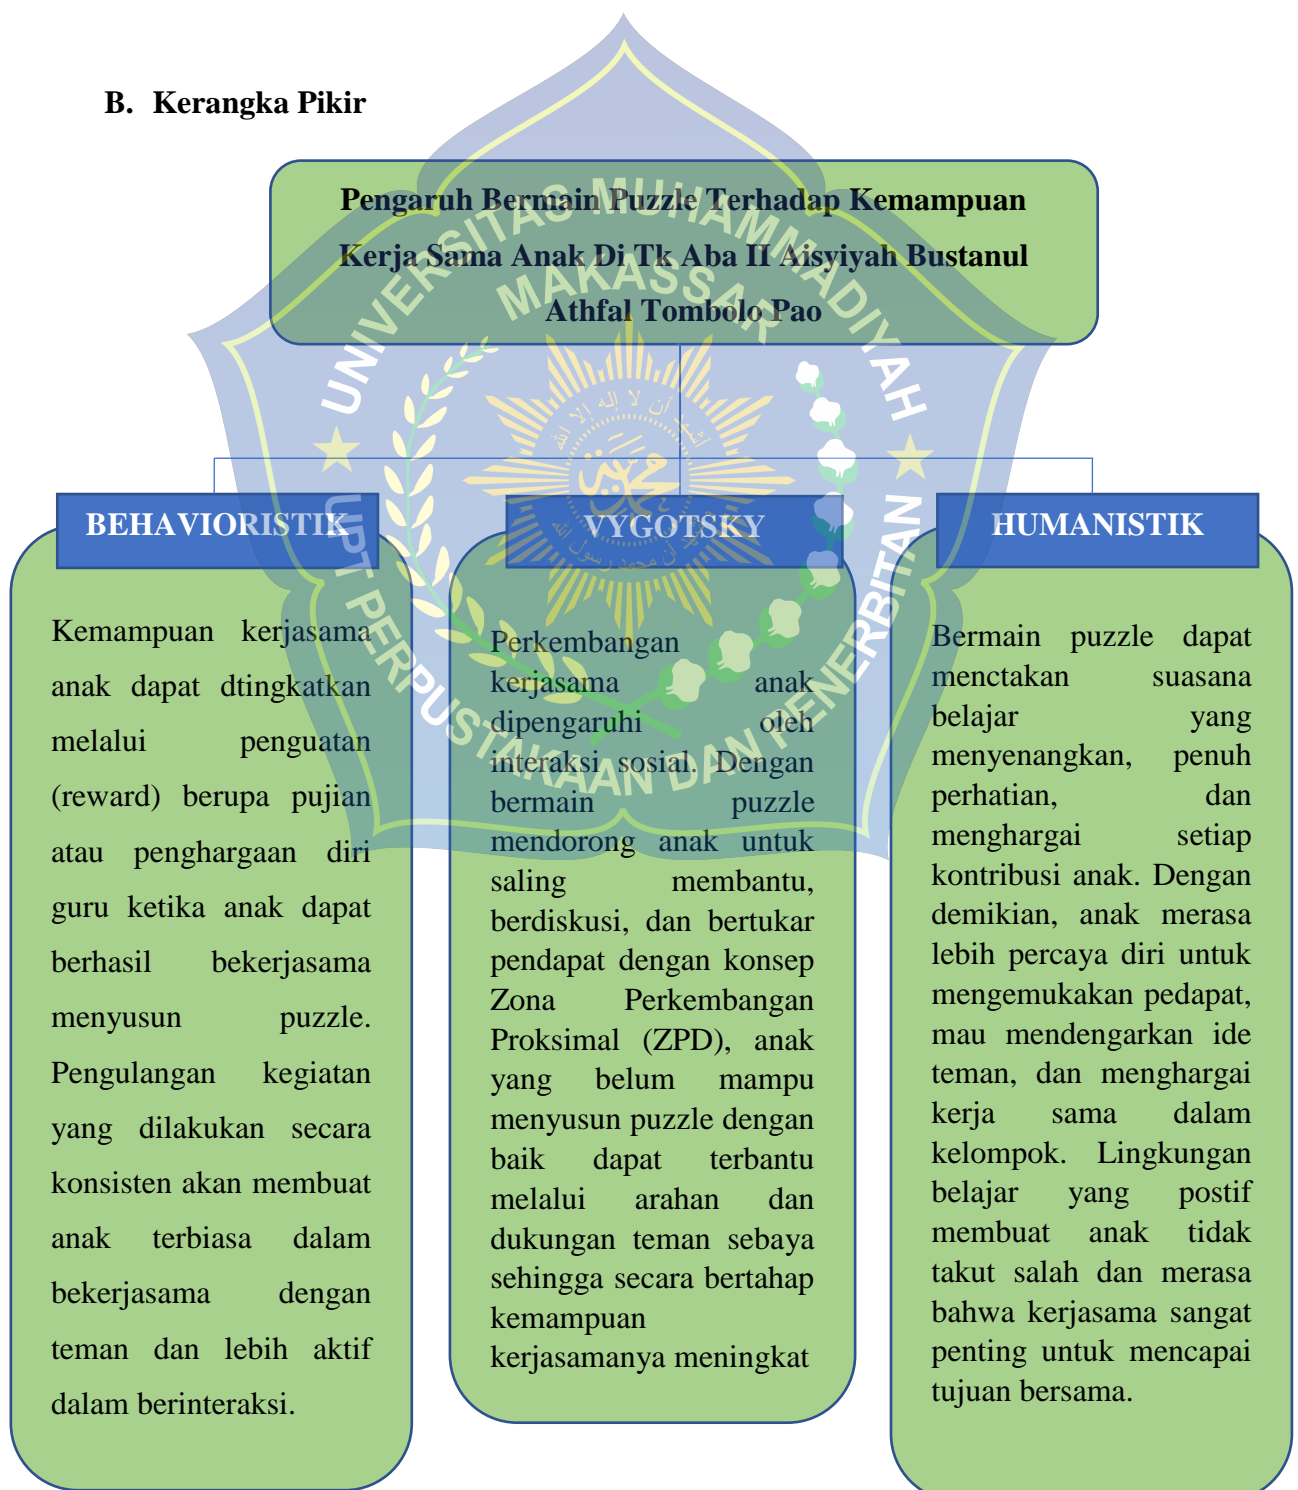 B. Kerangka Pikir
Pengaruh Bermain Puzzle Terhadap Kemampuan
Kerja Sama Anak Di Tk Aba II Aisyiyah Bustanul
Athfal Tombolo Pao
UNIVERSITAS MUHAMMADIYAH
MAKASSAR
UPT PERPUSTAKAAN DAN PENERBITAN
BEHAVIORISTIK
Kemampuan kerjasama
anak dapat dtingkatkan
melalui penguatan
(reward) berupa pujian
atau penghargaan diri
guru ketika anak dapat
berhasil bekerjasama
menyusun puzzle.
Pengulangan kegiatan
yang dilakukan secara
konsisten akan membuat
anak terbiasa dalam
bekerjasama dengan
teman dan lebih aktif
dalam berinteraksi.
VYGOTSKY
Perkembangan
kerjasama anak
dipengaruhi oleh
interaksi sosial. Dengan
bermain puzzle
mendorong anak untuk
saling membantu,
berdiskusi, dan bertukar
pendapat dengan konsep
Zona Perkembangan
Proksimal (ZPD), anak
yang belum mampu
menyusun puzzle dengan
baik dapat terbantu
melalui arahan dan
dukungan teman sebaya
sehingga secara bertahap
kemampuan
kerjasamanya meningkat
HUMANISTIK
Bermain puzzle dapat
menctakan suasana
belajar yang
menyenangkan, penuh
perhatian, dan
menghargai setiap
kontribusi anak. Dengan
demikian, anak merasa
lebih percaya diri untuk
mengemukakan pedapat,
mau mendengarkan ide
teman, dan menghargai
kerja sama dalam
kelompok. Lingkungan
belajar yang postif
membuat anak tidak
takut salah dan merasa
bahwa kerjasama sangat
penting untuk mencapai
tujuan bersama.